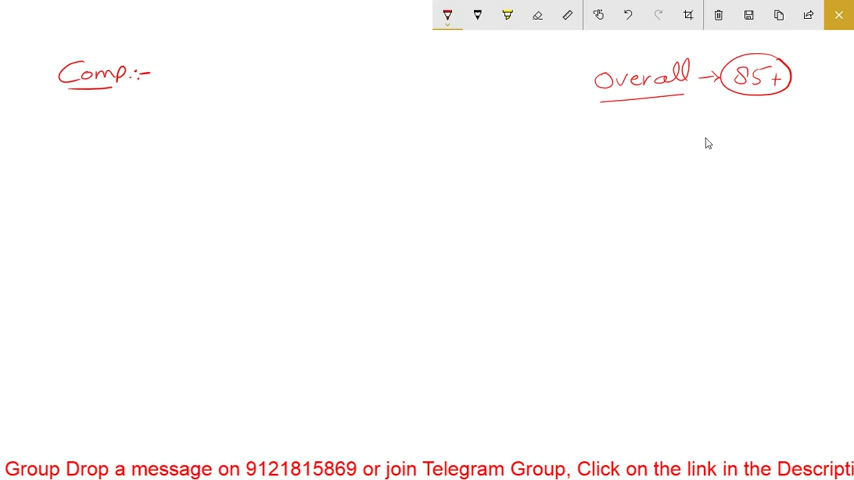 Comp.:-
Overall → 85+
Group Drop a message on 9121815869 or join Telegram Group, Click on the link in the Descripti